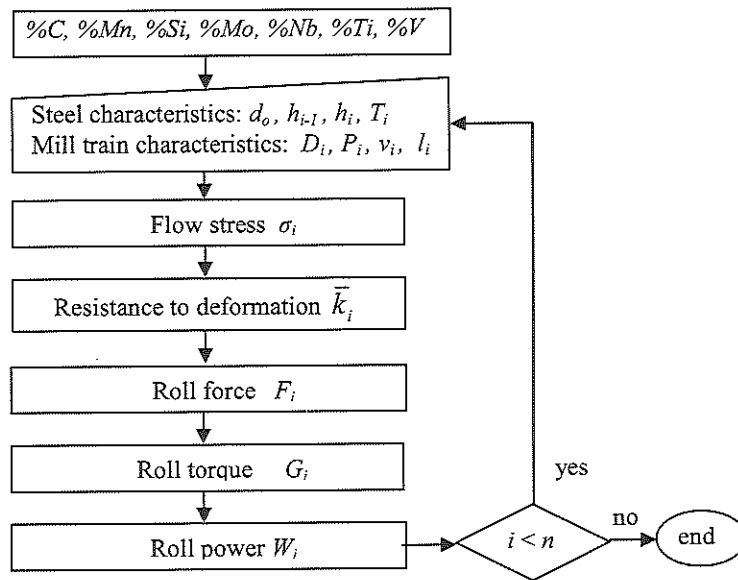 %C, %Mn, %Si, %Mo, %Nb, %Ti, %V
Steel characteristics: dₒ, hᵢ₋₁, hᵢ, Tᵢ
Mill train characteristics: Dᵢ, Pᵢ, vᵢ, lᵢ
Flow stress σᵢ
Resistance to deformation k̄ᵢ
Roll force Fᵢ
Roll torque Gᵢ
Roll power Wᵢ
i < n
yes
no
end